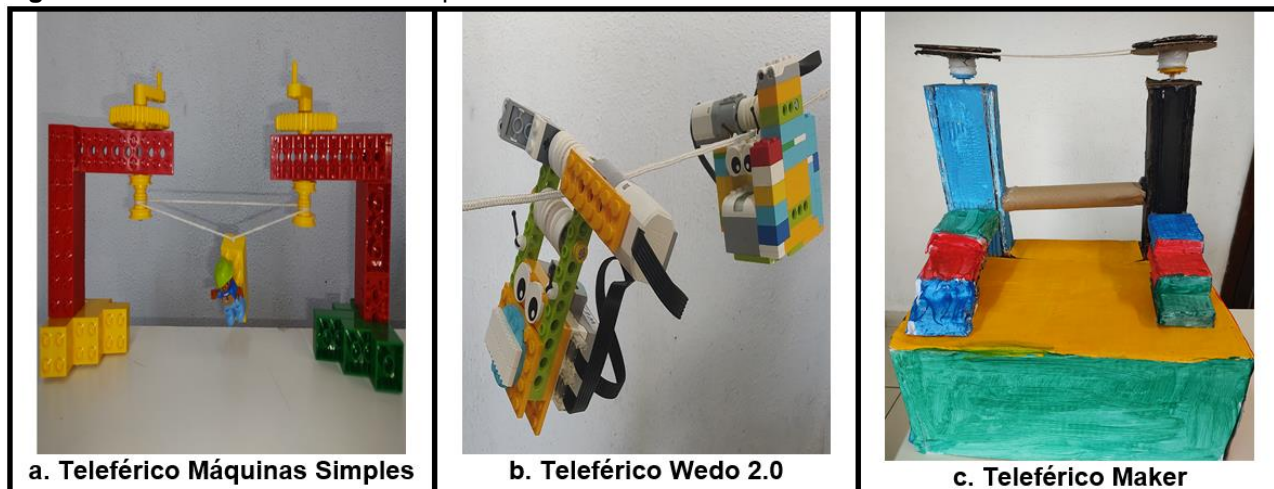 a. Teleférico Máquinas Simples
b. Teleférico Wedo 2.0
c. Teleférico Maker